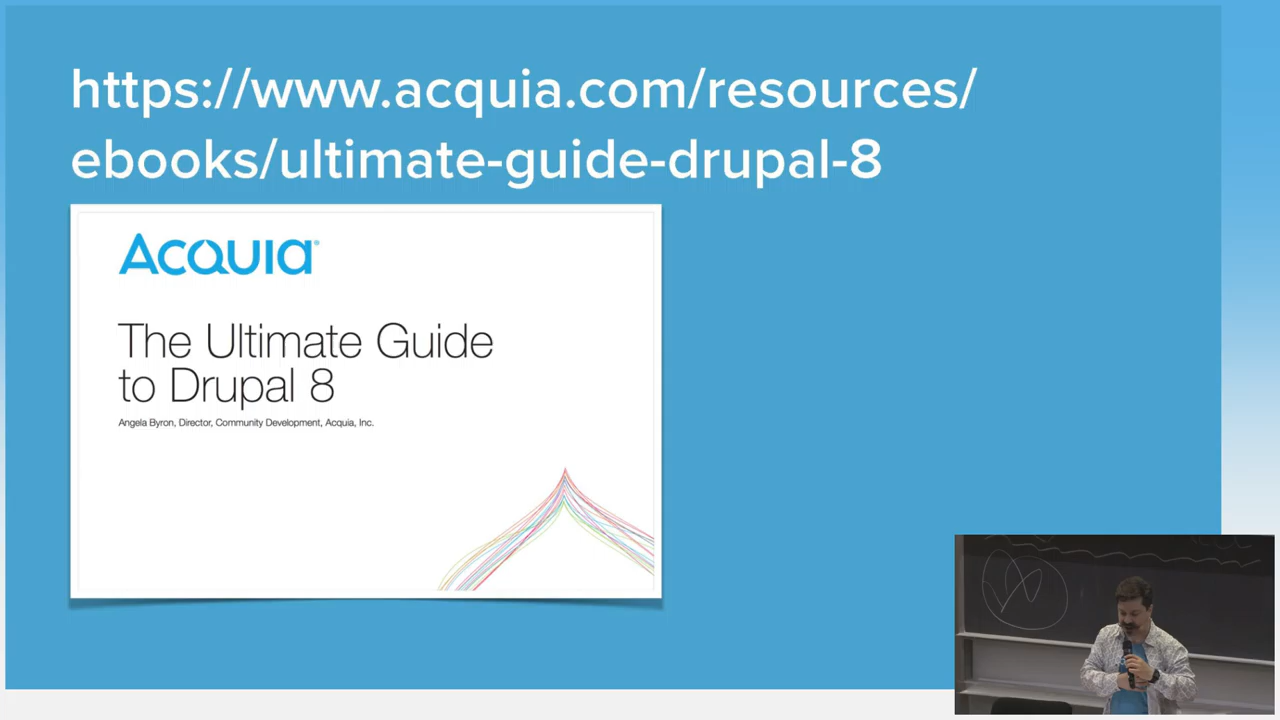 https://www.acquia.com/resources/
ebooks/ultimate-guide-drupal-8
ACQUIA®
The Ultimate Guide
to Drupal 8
Angela Byron, Director, Community Development, Acquia, Inc.